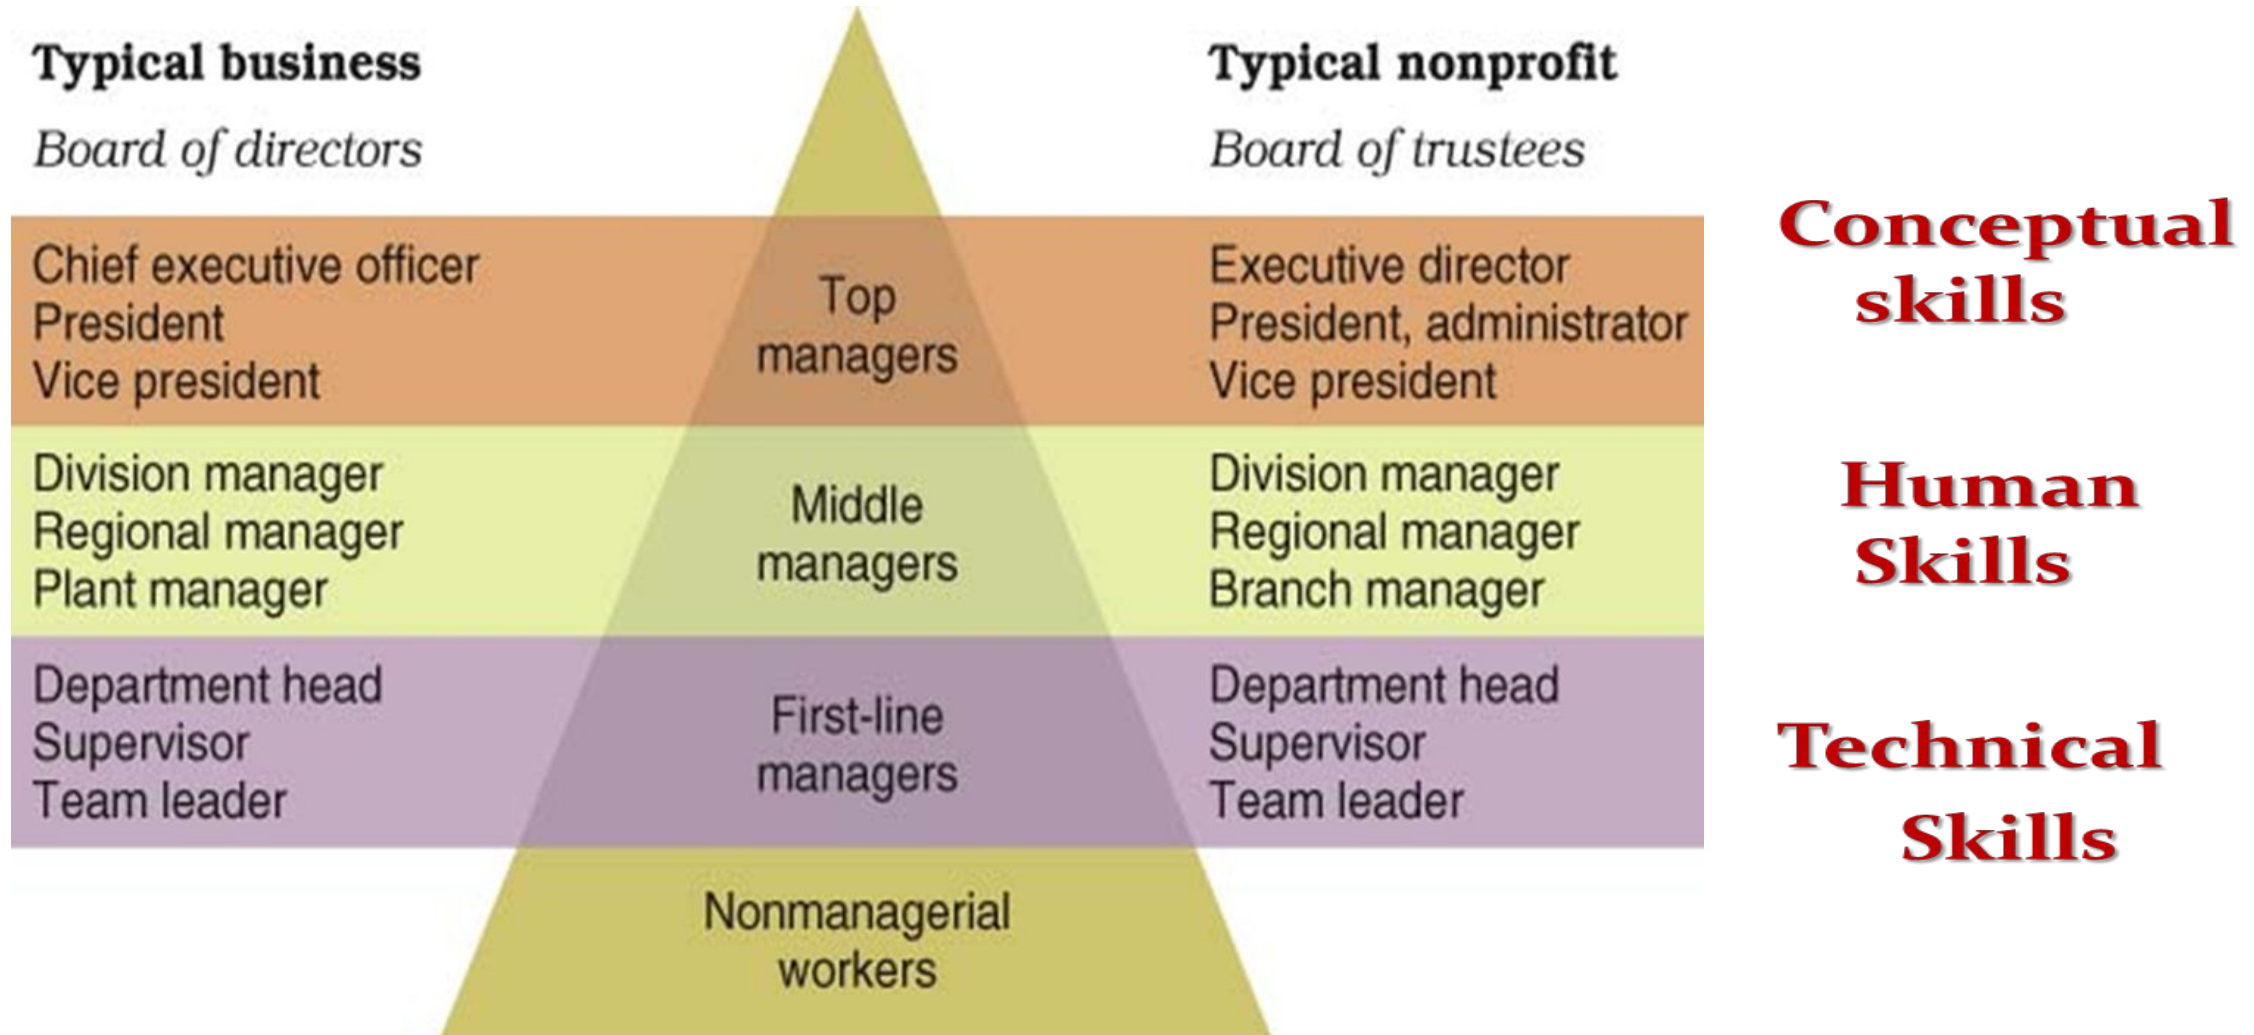 Typical business
Board of directors
Chief executive officer
President
Vice president
Division manager
Regional manager
Plant manager
Department head
Supervisor
Team leader
Top
managers
Middle
managers
First-line
managers
Nonmanagerial
workers
Typical nonprofit
Board of trustees
Executive director
President, administrator
Vice president
Division manager
Regional manager
Branch manager
Department head
Supervisor
Team leader
Conceptual
skills
Human
Skills
Technical
Skills